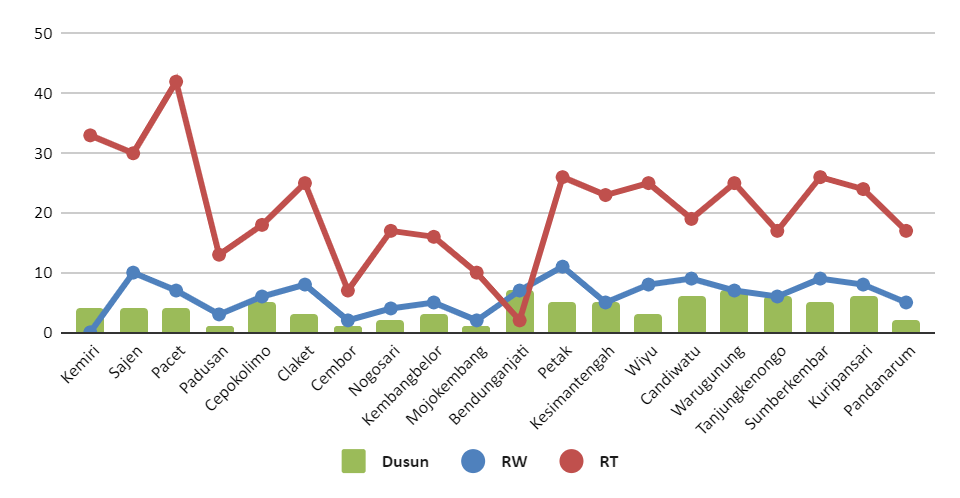 50
40
30
20
10
0
Kemiri
Sajen
Pacet
Padusan
Cepokolimo
Claket
Cembor
Nogosari
Kembangbelor
Mojokembang
Bendunganjati
Petak
Kesimantengah
Wiyu
Candiwatu
Warugunung
Tanjungkenongo
Sumberkembar
Kuripansari
Pandanarum
Dusun RW RT